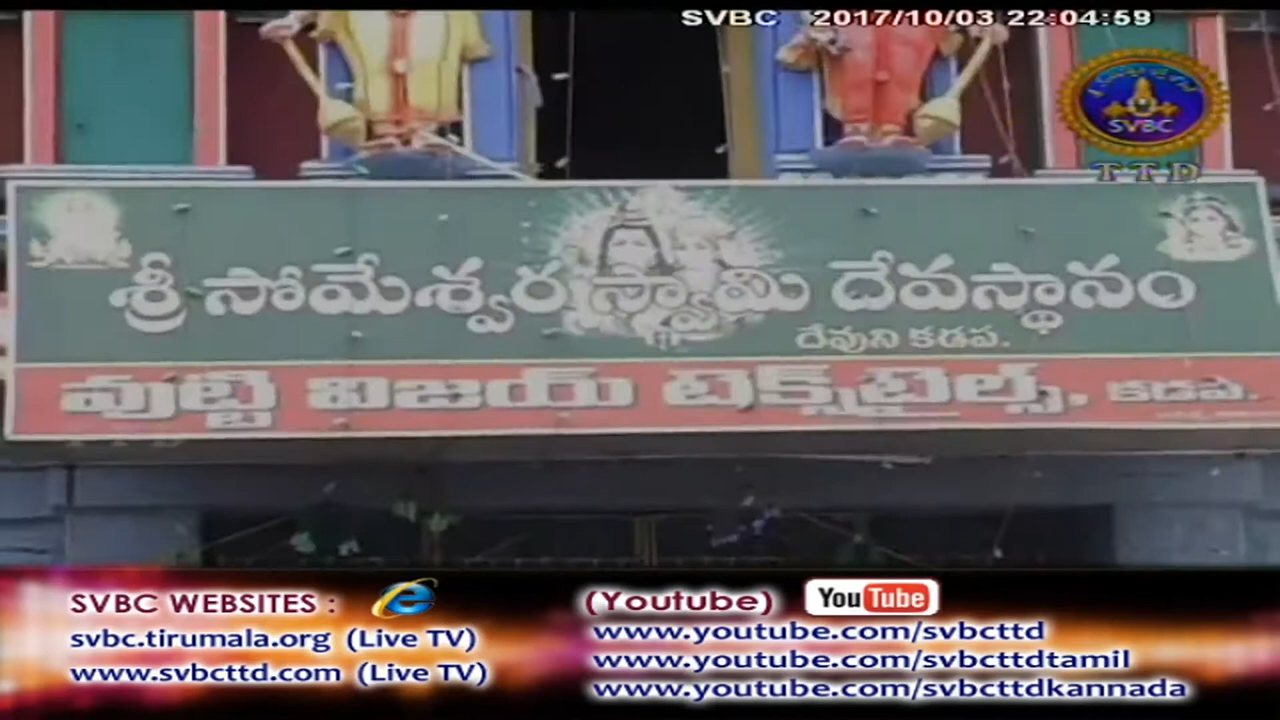 SVBC 2017/10/03 22:04:59
SVBC
T T D
శ్రీ సోమేశ్వర స్వామి దేవస్థానం
దేవుని కడప.
పుట్టి విజయ్ టెక్స్‌టైల్స్, కడప.
SVBC WEBSITES :
svbc.tirumala.org (Live TV)
www.svbcttd.com (Live TV)
(Youtube) YouTube
www.youtube.com/svbcttd
www.youtube.com/svbcttdtamil
www.youtube.com/svbcttdkannada